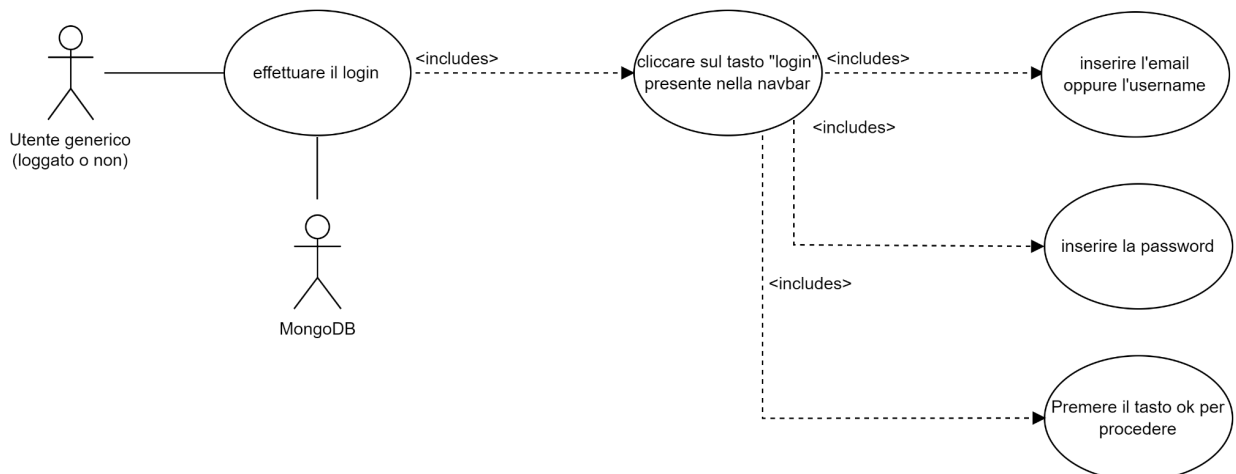 effettuare il login
<includes>
cliccare sul tasto "login"
presente nella navbar
<includes>
inserire l'email
oppure l'username
Utente generico
(loggato o non)
<includes>
inserire la password
<includes>
MongoDB
Premere il tasto ok per
procedere